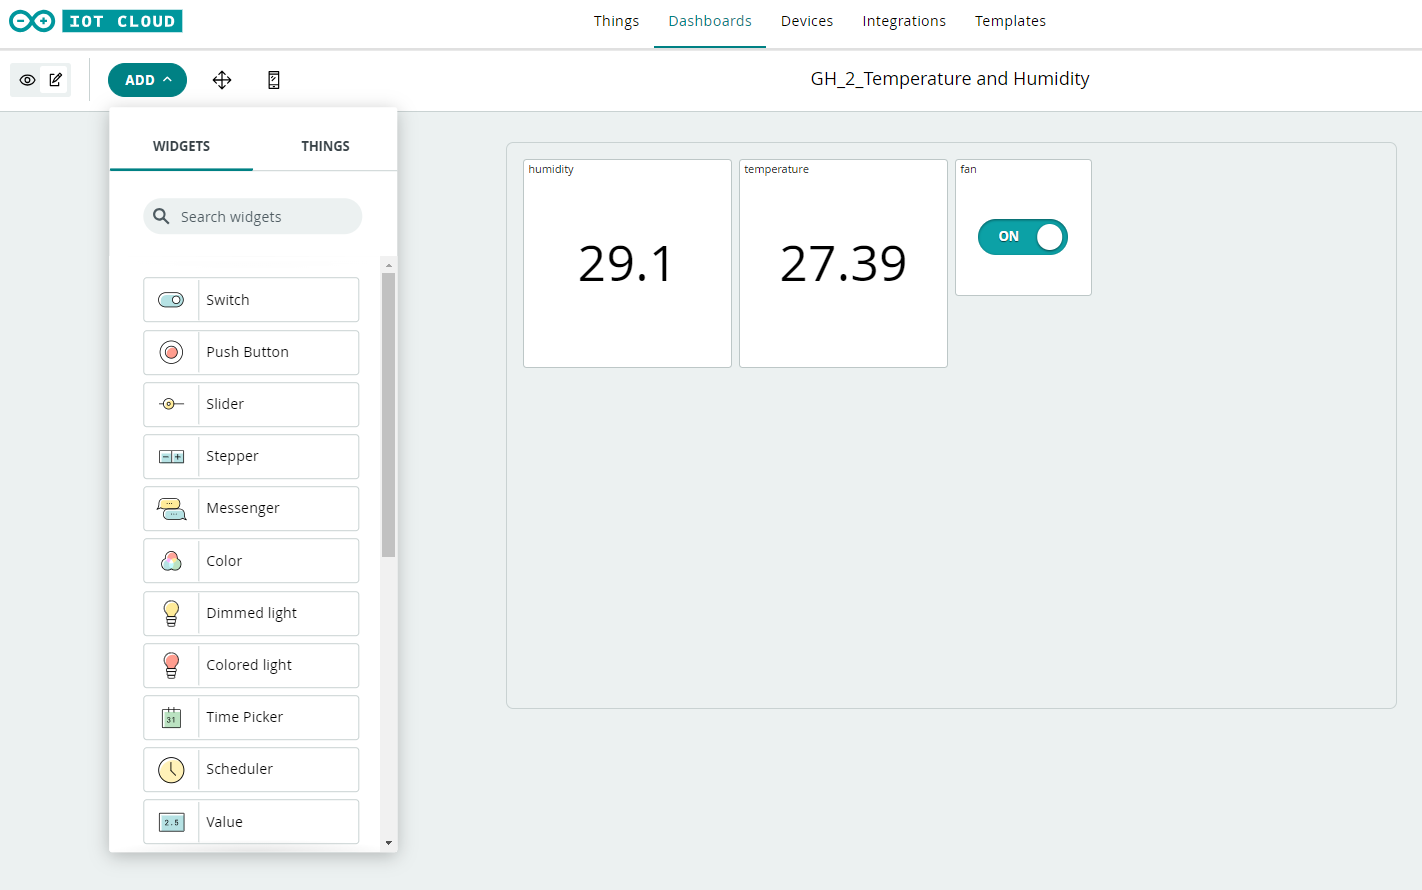 IOT CLOUD
Things Dashboards Devices Integrations Templates
ADD
GH_2_Temperature and Humidity
WIDGETS THINGS
Search widgets
Switch
Push Button
Slider
Stepper
Messenger
Color
Dimmed light
Colored light
31
Time Picker
Scheduler
2.5
Value
humidity
29.1
temperature
27.39
fan
ON